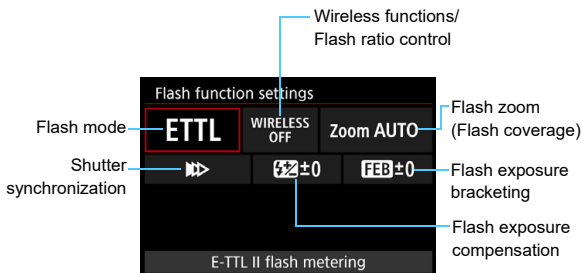 Wireless functions/
Flash ratio control
Flash function settings
Flash mode
ETTL
WIRELESS
OFF
Zoom AUTO
Flash zoom
(Flash coverage)
Shutter
synchronization
±0
FEB±0
Flash exposure
bracketing
Flash exposure
compensation
E-TTL II flash metering